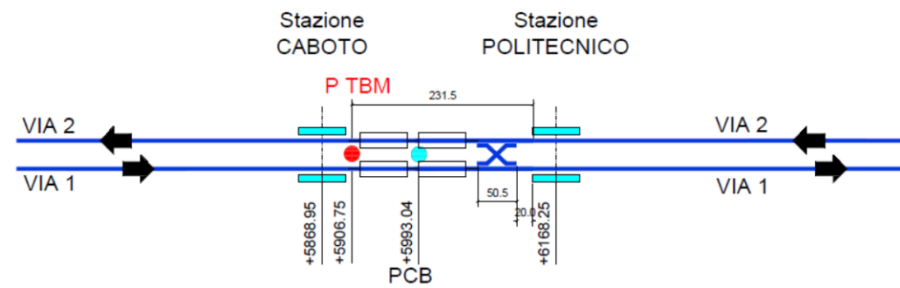 Stazione
CABOTO
Stazione
POLITECNICO
P TBM
231.5
VIA 2
VIA 2
VIA 1
VIA 1
50.5
20.0
+5868.95
+5906.75
+5993.04
+6168.25
PCB